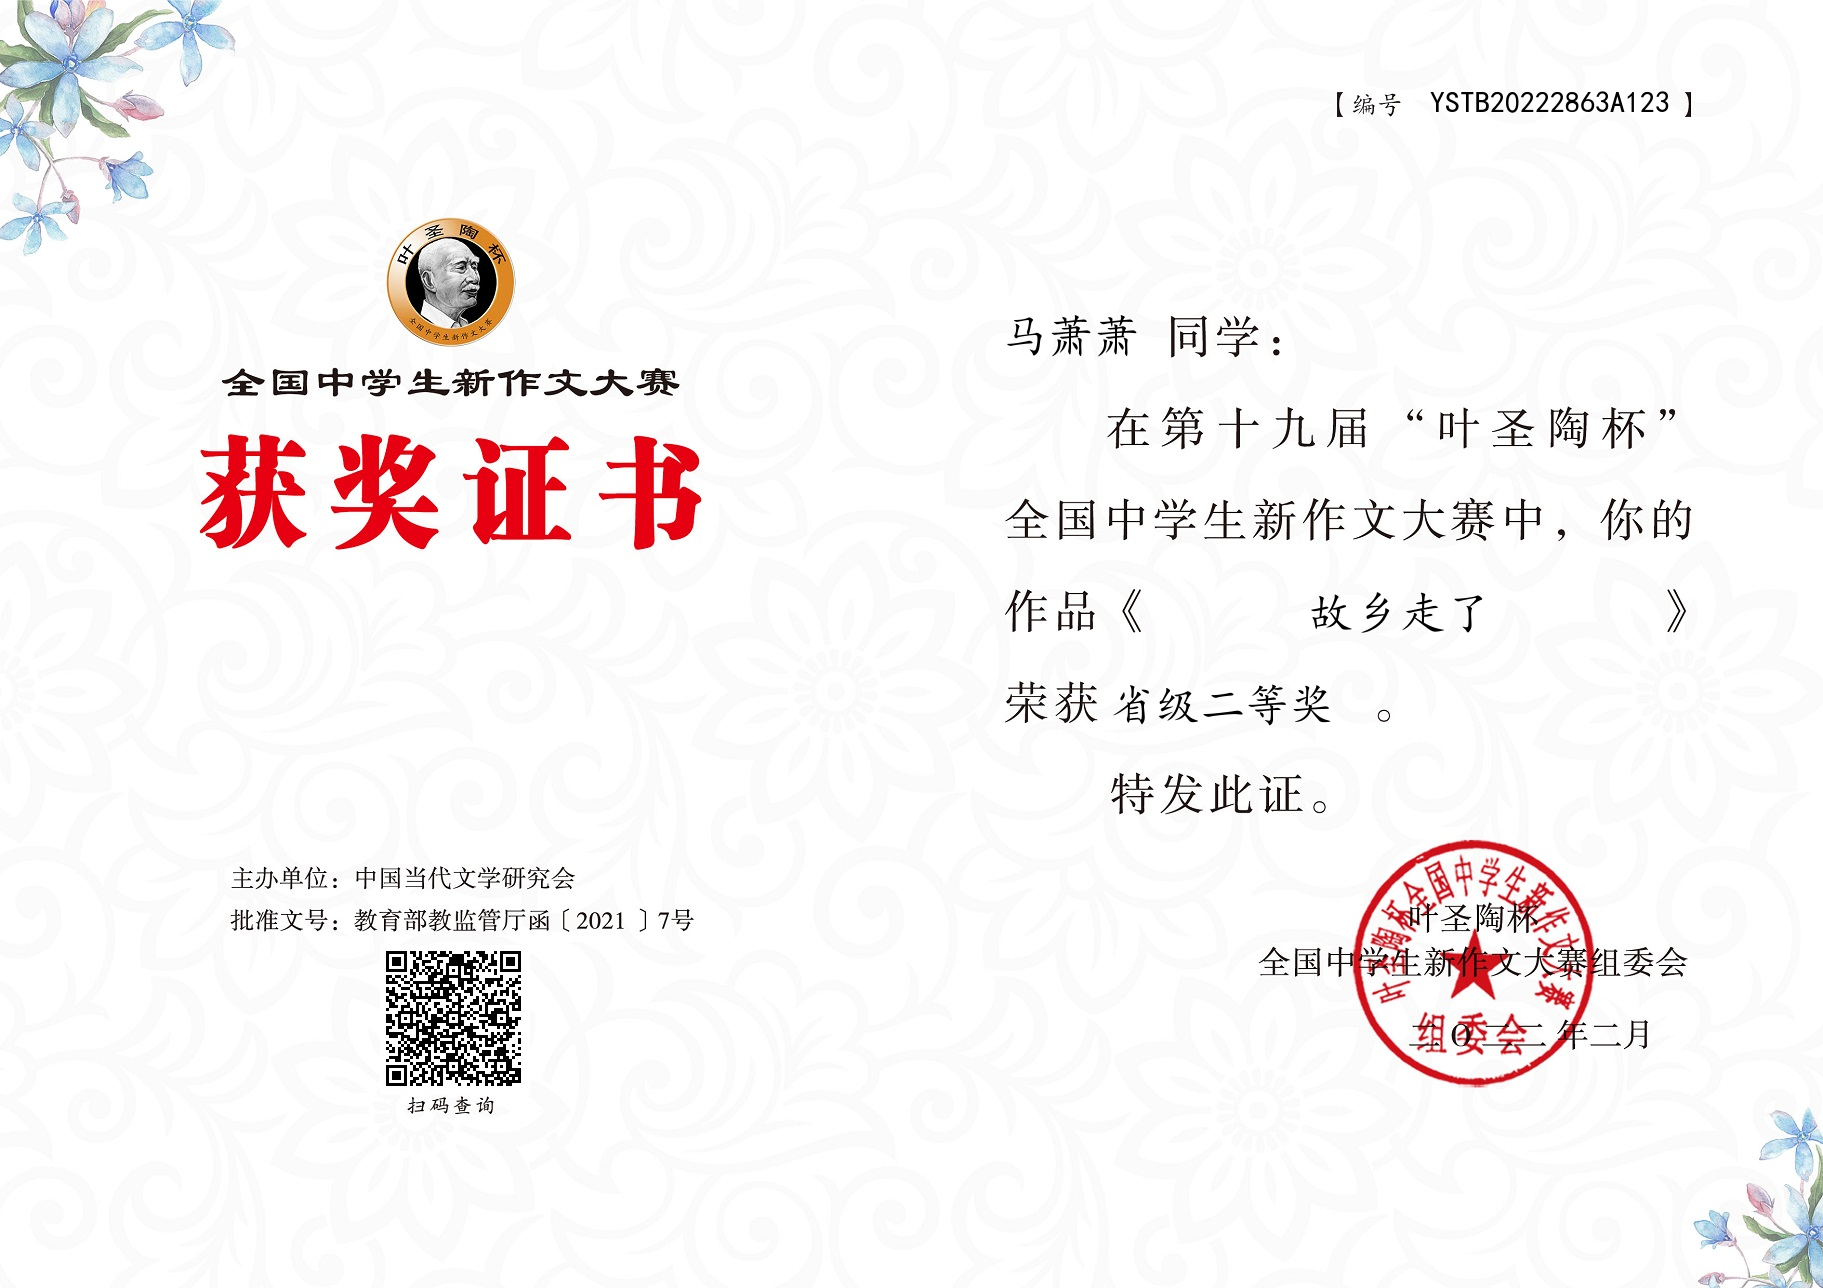 【编号 YSTB20222863A123】
叶圣陶杯
全国中学生新作文大赛
全国中学生新作文大赛
获奖证书
主办单位：中国当代文学研究会
批准文号：教育部教监管厅函〔2021〕7号
扫码查询
马萧萧 同学：
在第十九届“叶圣陶杯”
全国中学生新作文大赛中，你的
作品《 故乡走了 》
荣获 省级二等奖 。
特发此证。
叶圣陶杯
全国中学生新作文大赛组委会
二〇二二年二月
叶圣陶杯全国中学生新作文大赛
组委会